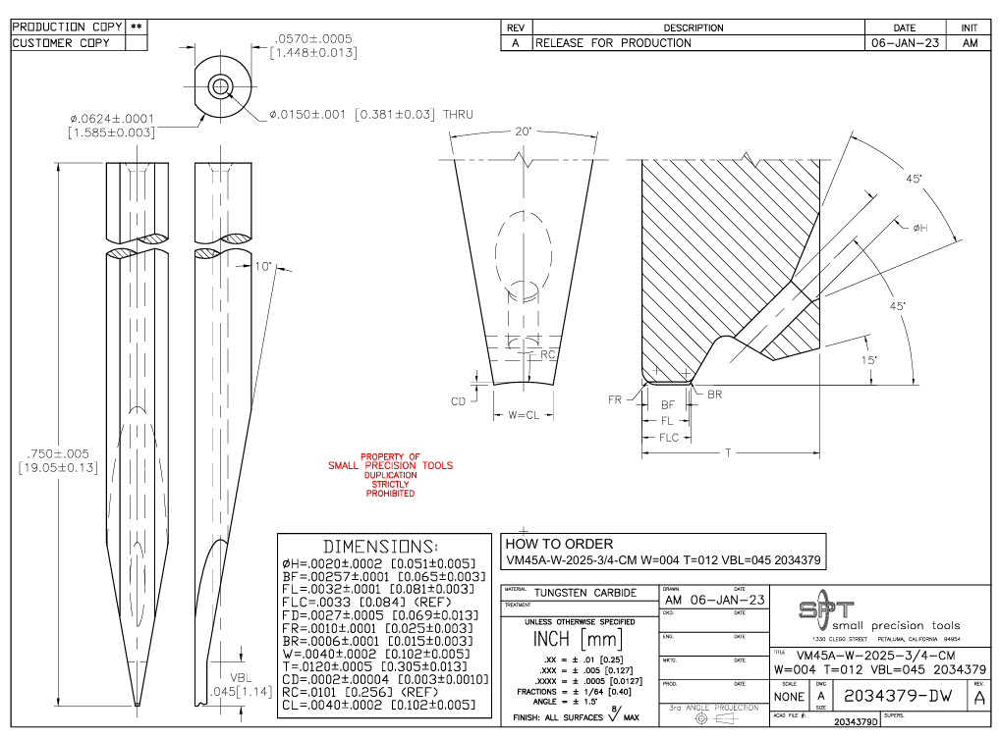 PRODUCTION COPY **
CUSTOMER COPY
REV DESCRIPTION DATE INIT
A RELEASE FOR PRODUCTION 06-JAN-23 AM
.0570±.0005
[1.448±0.013]
ø.0150±.001 [0.381±0.03] THRU
ø.0624±.0001
[1.585±0.003]
20°
45°
øH
10°
45°
RC
15°
CD
W=CL
FR
BR
BF
FL
FLC
T
.750±.005
[19.05±0.13]
PROPERTY OF
SMALL PRECISION TOOLS
DUPLICATION
STRICTLY
PROHIBITED
VBL
.045[1.14]
DIMENSIONS:
øH=.0020±.0002 [0.051±0.005]
BF=.00257±.0001 [0.065±0.003]
FL=.0032±.0001 [0.081±0.003]
FLC=.0033 [0.084] (REF)
FD=.0027±.0005 [0.069±0.013]
FR=.0010±.0001 [0.025±0.003]
BR=.0006±.0001 [0.015±0.003]
W=.0040±.0002 [0.102±0.005]
T=.0120±.0005 [0.305±0.013]
CD=.0002±.00004 [0.003±0.0010]
RC=.0101 [0.256] (REF)
CL=.0040±.0002 [0.102±0.005]
HOW TO ORDER
VM45A-W-2025-3/4-CM W=004 T=012 VBL=045 2034379
MATERIAL TUNGSTEN CARBIDE
TREATMENT
UNLESS OTHERWISE SPECIFIED
INCH [mm]
.XX = ± .01 [0.25]
.XXX = ± .005 [0.127]
.XXXX = ± .0005 [0.0127]
FRACTIONS = ± 1/64 [0.40]
ANGLE = ± 1.5°
FINISH: ALL SURFACES 8/ MAX
DRAWN DATE
AM 06-JAN-23
CKD. DATE
ENG. DATE
MKTG. DATE
PROD. DATE
3rd ANGLE PROJECTION
SPT
small precision tools
1330 CLEGG STREET PETALUMA, CALIFORNIA 94954
TITLE VM45A-W-2025-3/4-CM
W=004 T=012 VBL=045 2034379
SCALE NONE
DWG A SIZE
2034379-DW
REV. A
ACAD FILE #: 2034379D
SUPERS.